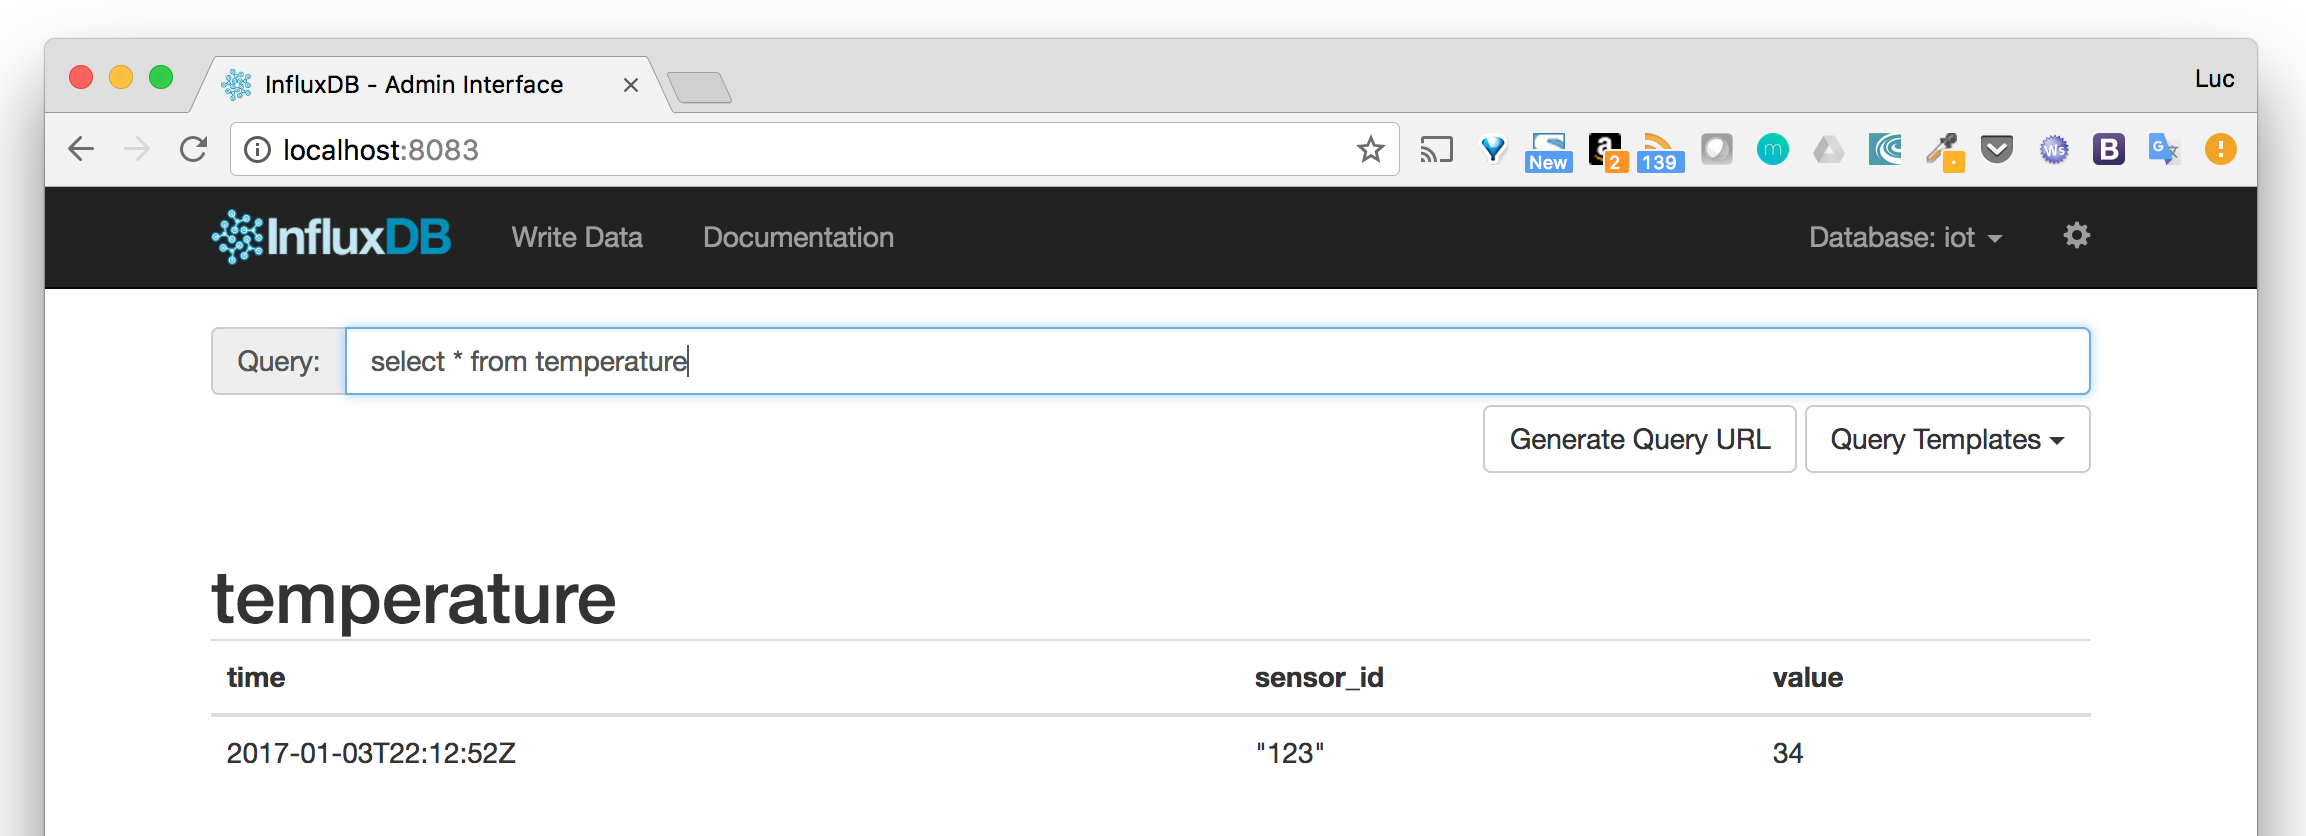 InfluxDB - Admin Interface
Luc
localhost:8083
New
a 2
139
m
Ws
B
G
InfluxDB Write Data Documentation Database: iot
Query: select * from temperature
Generate Query URL Query Templates
temperature
time sensor_id value
2017-01-03T22:12:52Z "123" 34